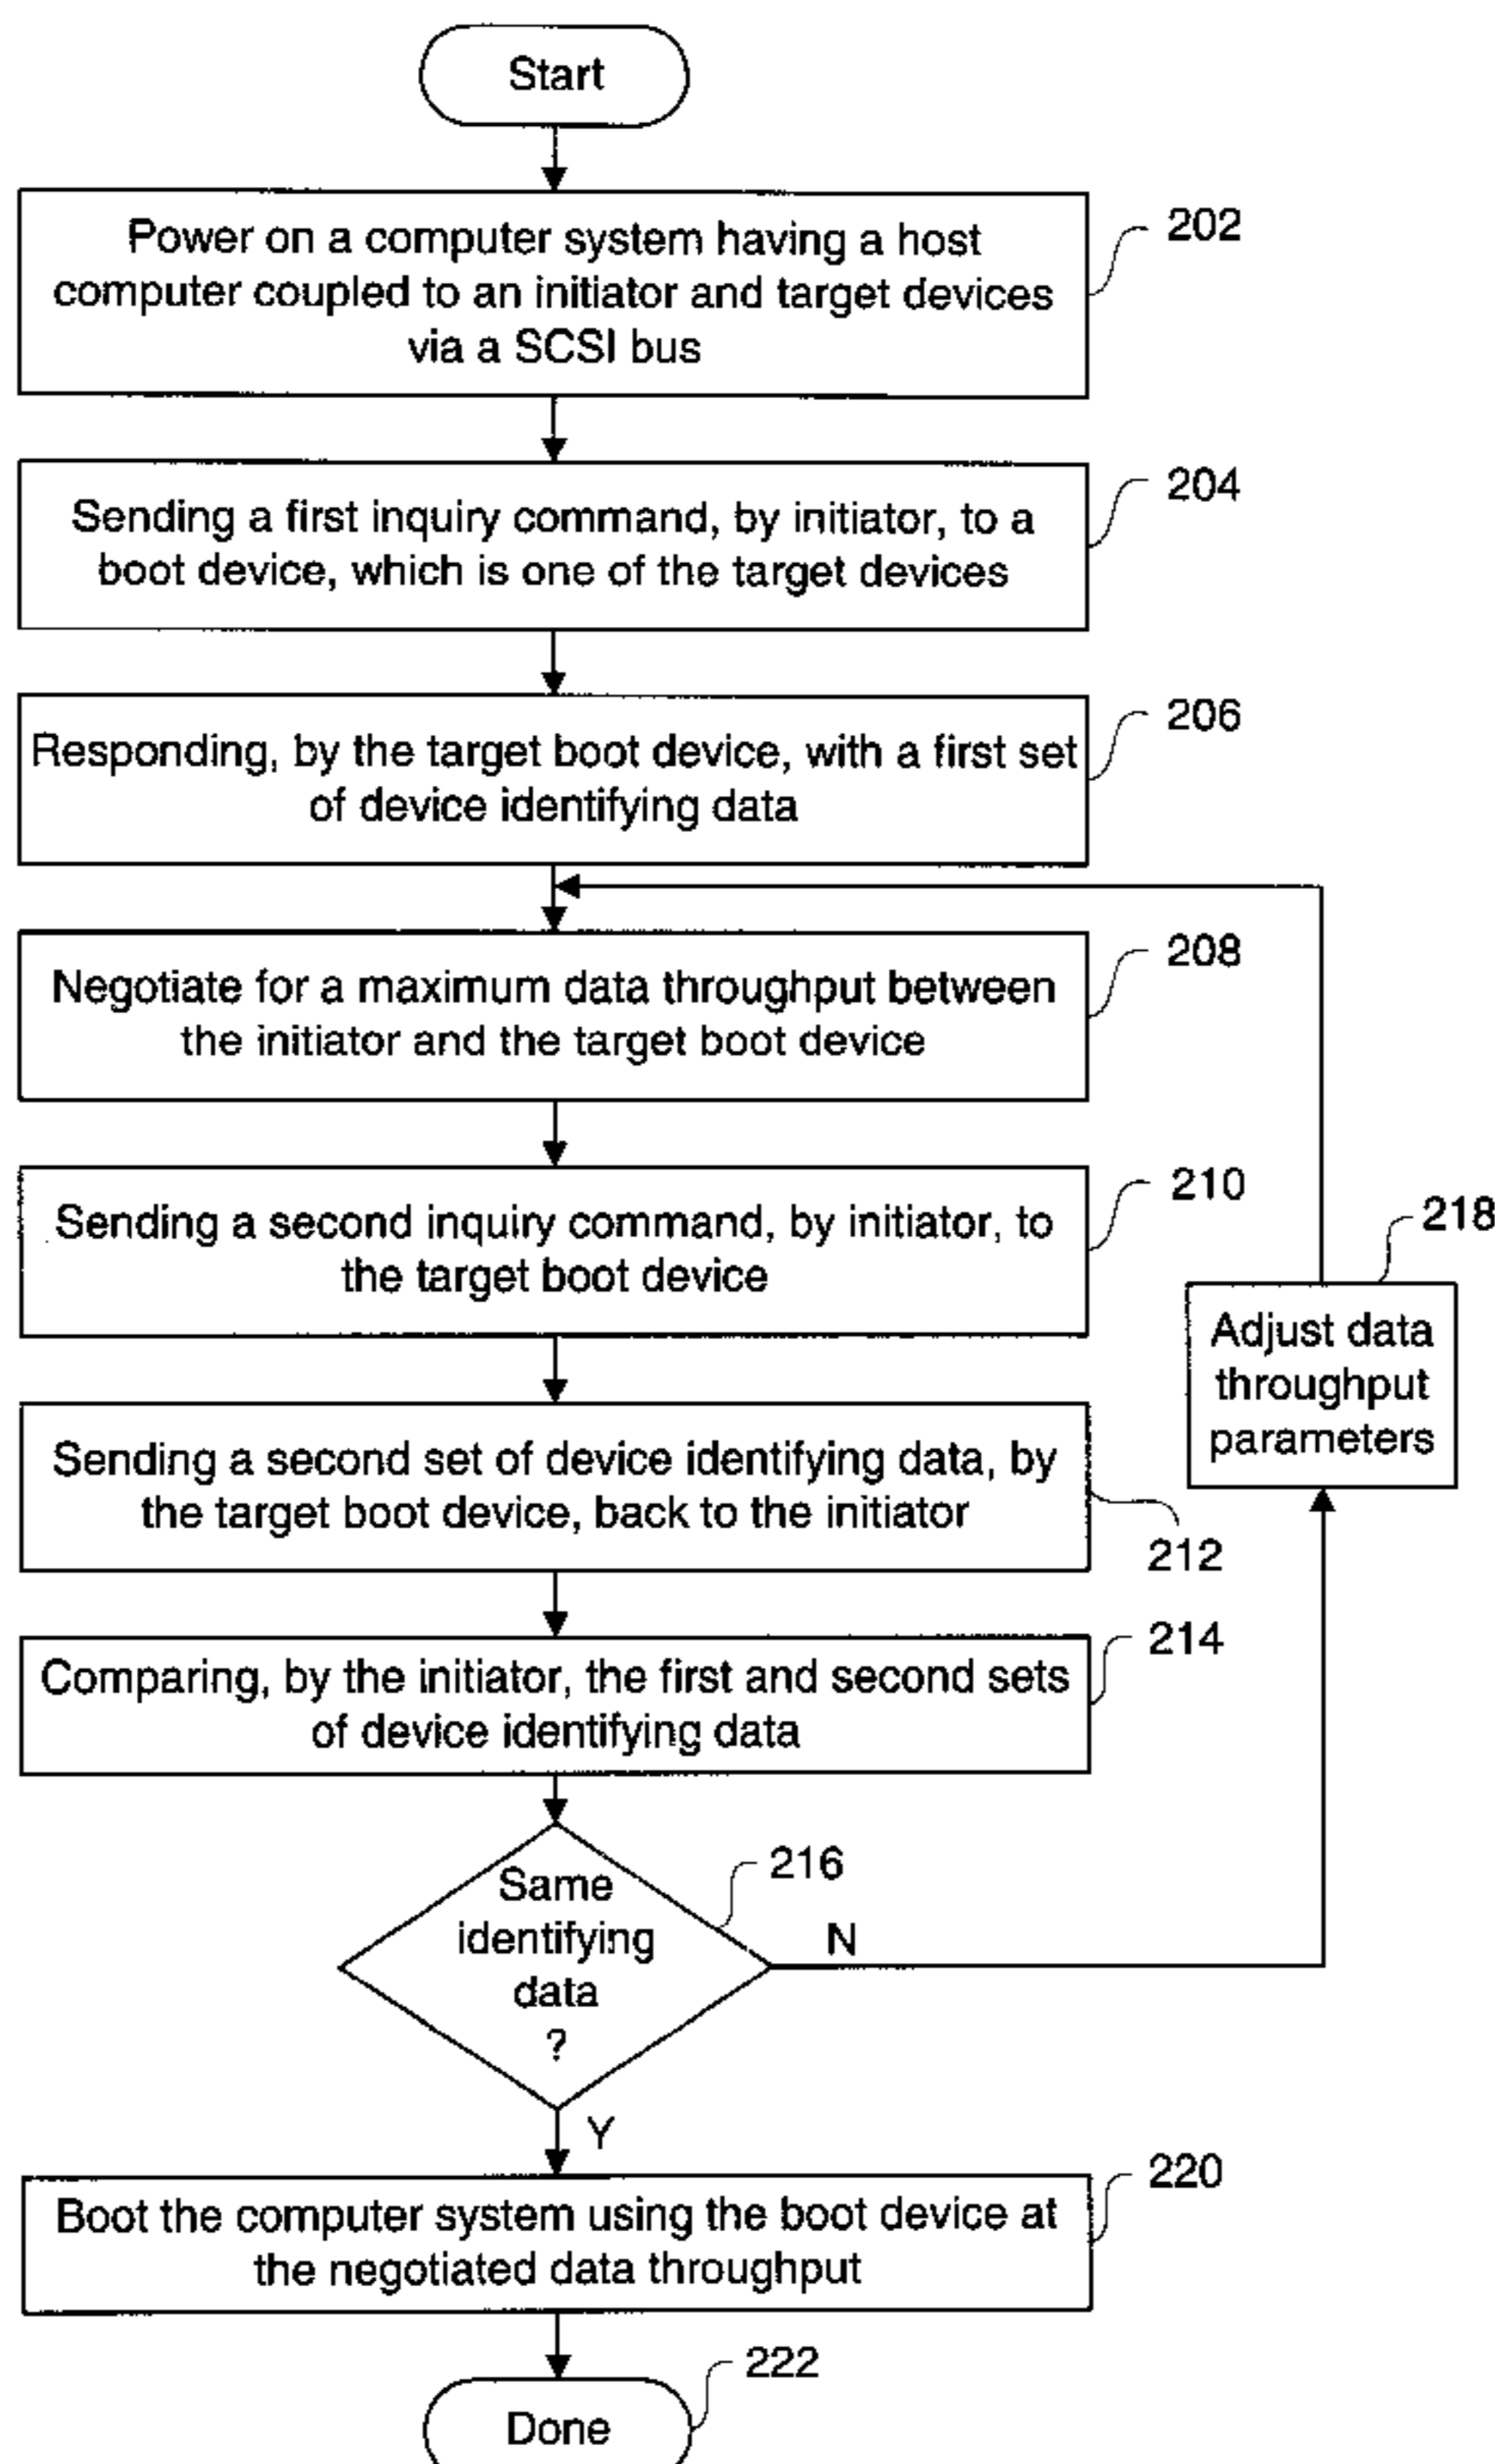 Start
Power on a computer system having a host
computer coupled to an initiator and target devices
via a SCSI bus
202
Sending a first inquiry command, by initiator, to a
boot device, which is one of the target devices
204
Responding, by the target boot device, with a first set
of device identifying data
206
Negotiate for a maximum data throughput between
the initiator and the target boot device
208
Sending a second inquiry command, by initiator, to
the target boot device
210
218
Adjust data
throughput
parameters
Sending a second set of device identifying data, by
the target boot device, back to the initiator
212
Comparing, by the initiator, the first and second sets
of device identifying data
214
Same
identifying
data
?
216
N
Y
Boot the computer system using the boot device at
the negotiated data throughput
220
Done
222